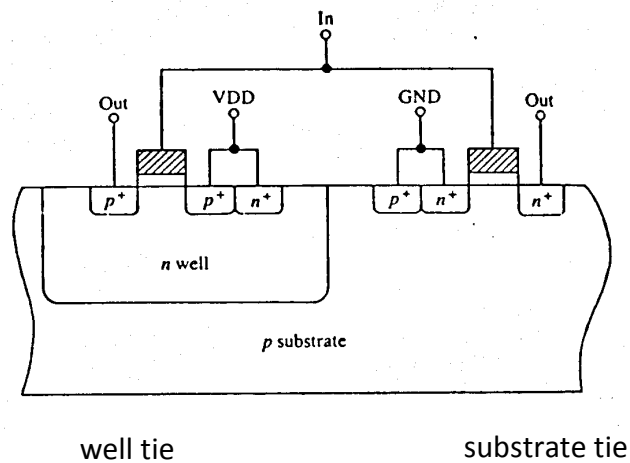 In
Out
VDD
GND
Out
p+
p+
n+
p+
n+
n+
n well
p substrate
well tie
substrate tie